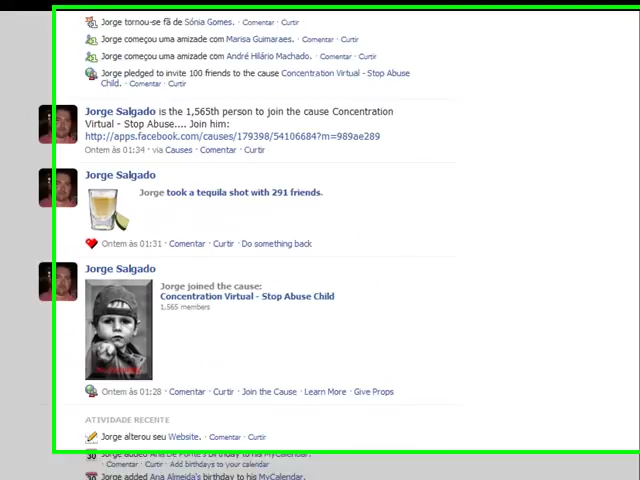 Jorge tornou-se fã de Sónia Gomes. · Comentar · Curtir
Jorge começou uma amizade com Marisa Guimaraes. · Comentar · Curtir
Jorge começou uma amizade com André Hilário Machado. · Comentar · Curtir
Jorge pledged to invite 100 friends to the cause Concentration Virtual - Stop Abuse
Child. · Comentar · Curtir
Jorge Salgado is the 1,565th person to join the cause Concentration
Virtual - Stop Abuse.... Join him:
http://apps.facebook.com/causes/179398/54106684?m=989ae289
Ontem às 01:34 · via Causes · Comentar · Curtir
Jorge Salgado
Jorge took a tequila shot with 291 friends.
Ontem às 01:31 · Comentar · Curtir · Do something back
Jorge Salgado
Jorge joined the cause:
Concentration Virtual - Stop Abuse Child
1.565 members
Ontem às 01:28 · Comentar · Curtir · Join the Cause · Learn More · Give Props
ATIVIDADE RECENTE
Jorge alterou seu Website. · Comentar · Curtir
30 Jorge added Ana De Ponte's birthday to his MyCalendar.
· Comentar · Curtir · Add birthdays to your calendar
30 Jorge added Ana Almeida's birthday to his MyCalendar.